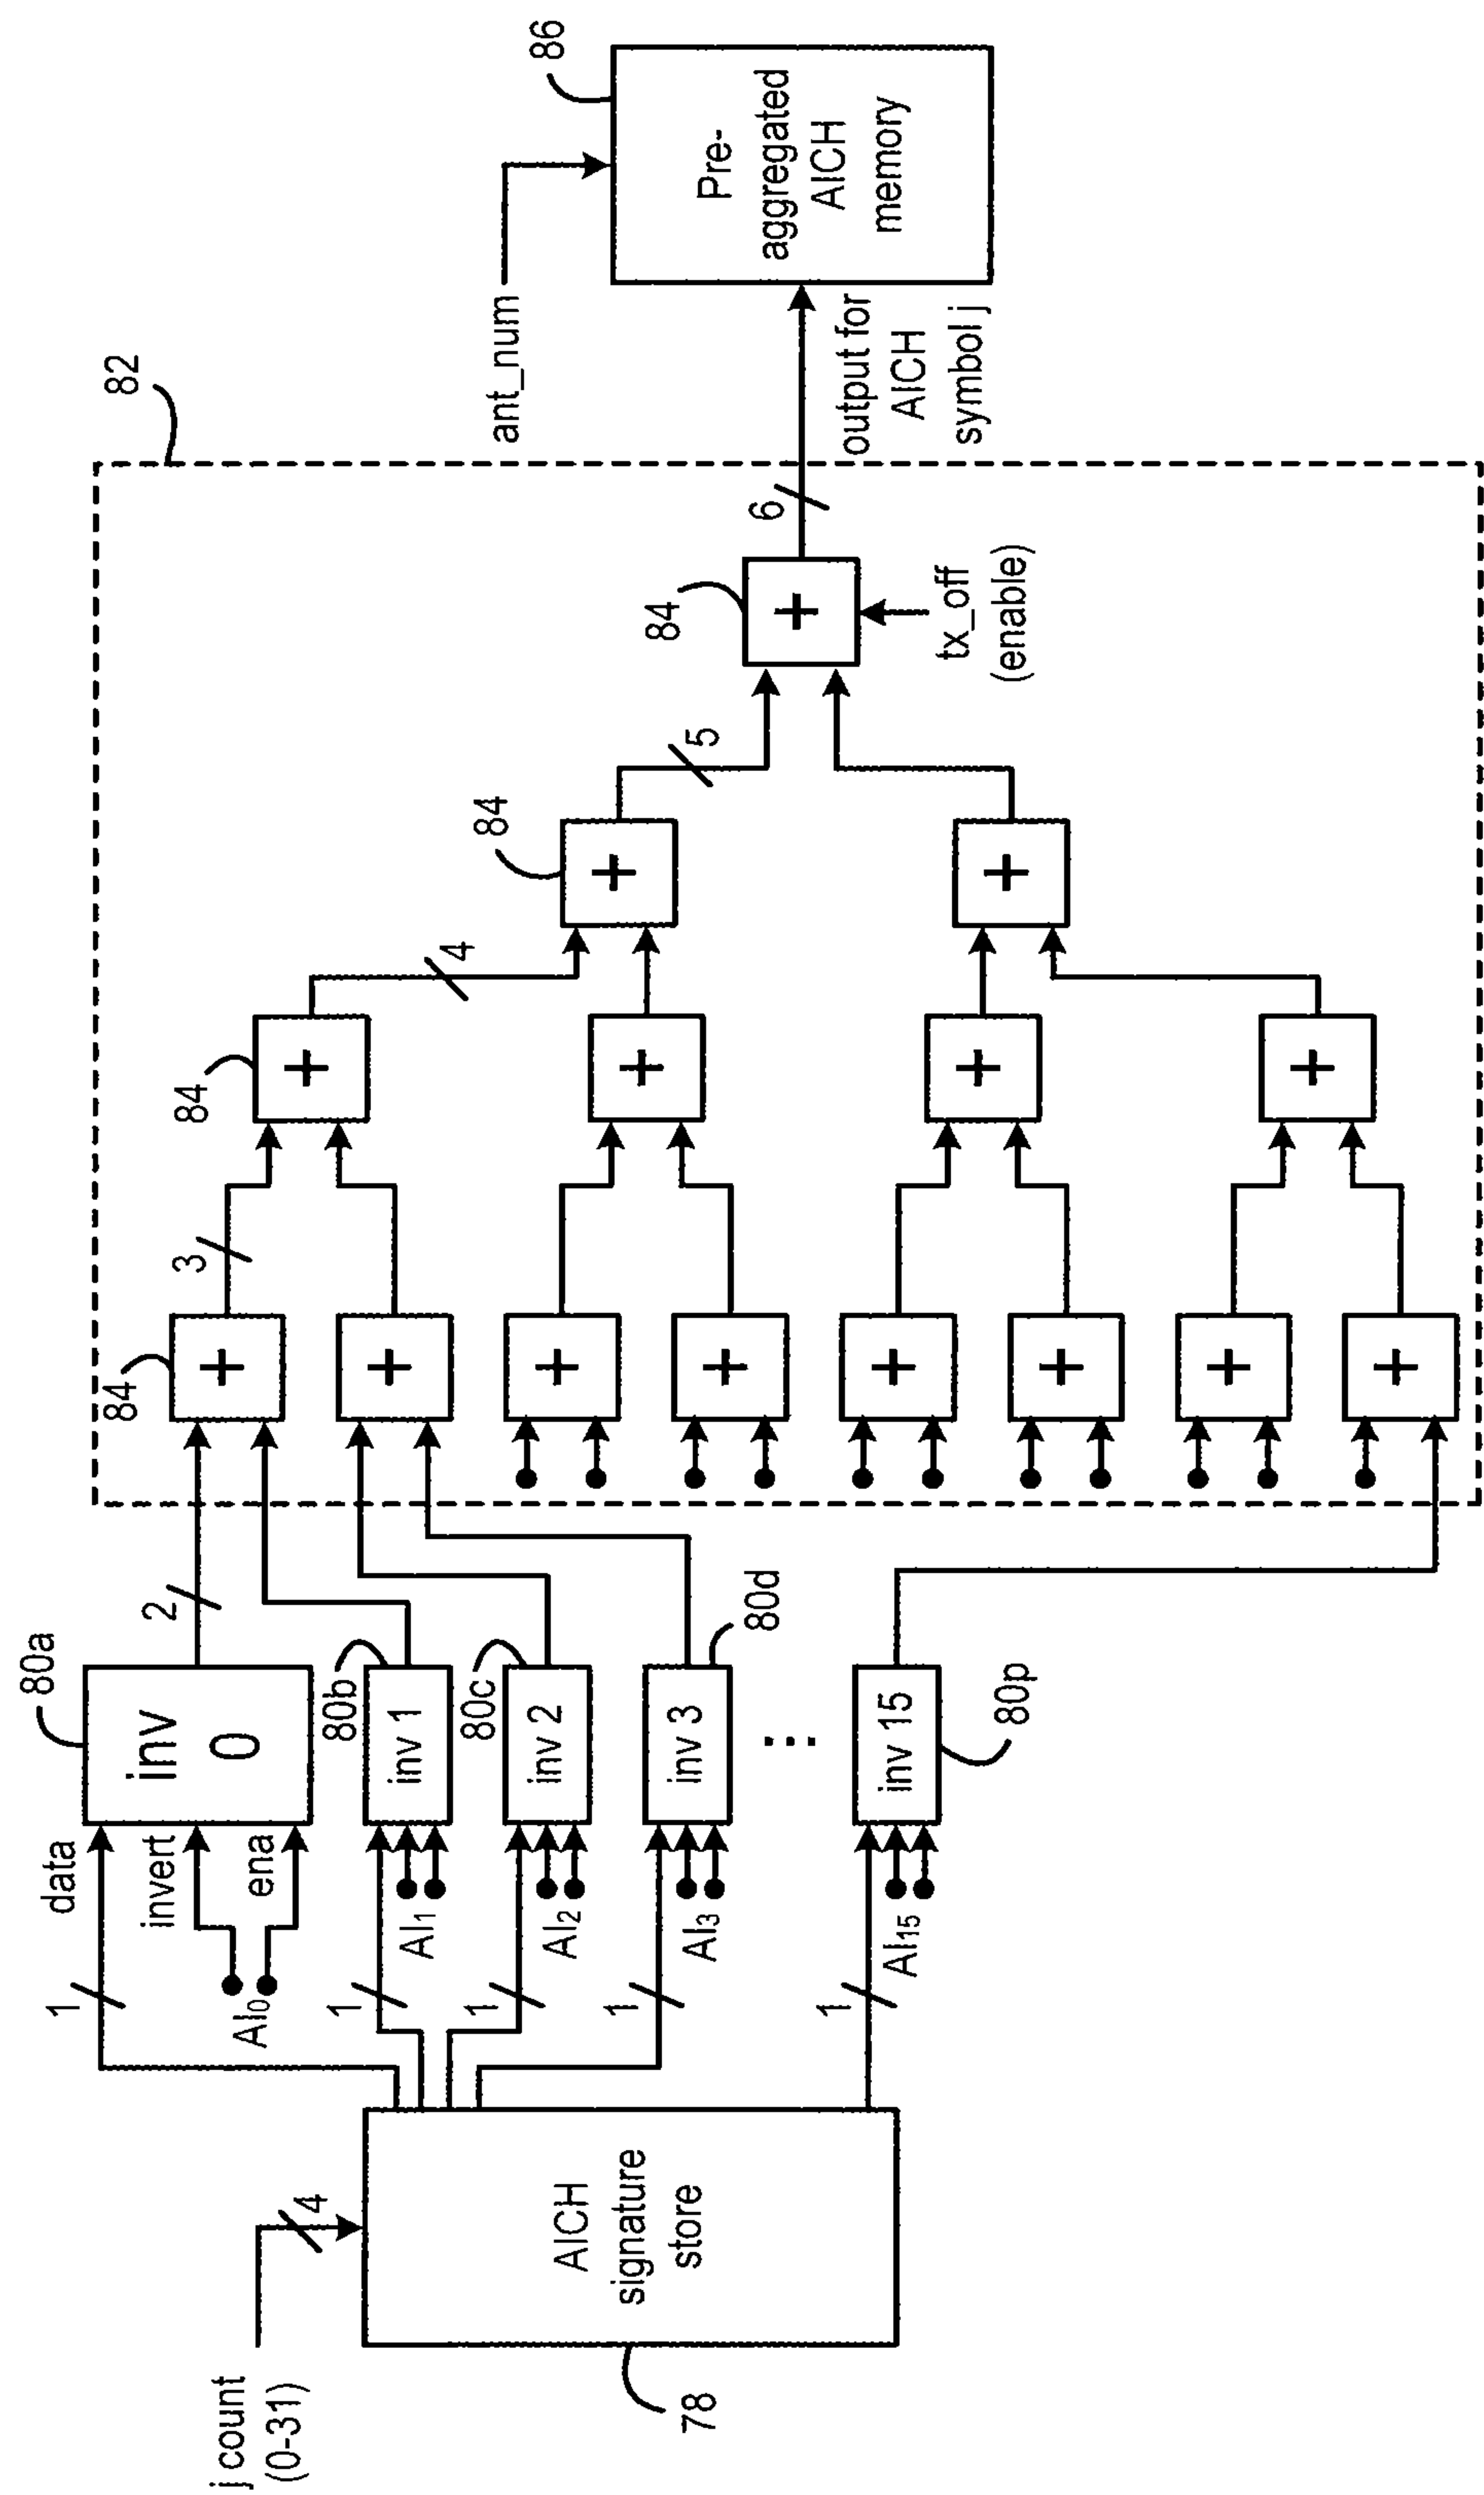 j count
(0-31)
4
78
AICH
signature
store
1
data
AI0
invert
ena
inv
0
80a
1
AI1
inv 1
80b
1
AI2
inv 2
80c
1
AI3
inv 3
80d
1
AI15
inv 15
80p
2
84
+
+
+
+
+
+
+
+
3
84
+
+
+
+
4
84
+
+
5
84
+
tx_off
(enable)
6
82
output for
AICH
symbol j
ant_num
86
Pre-
aggregated
AICH
memory